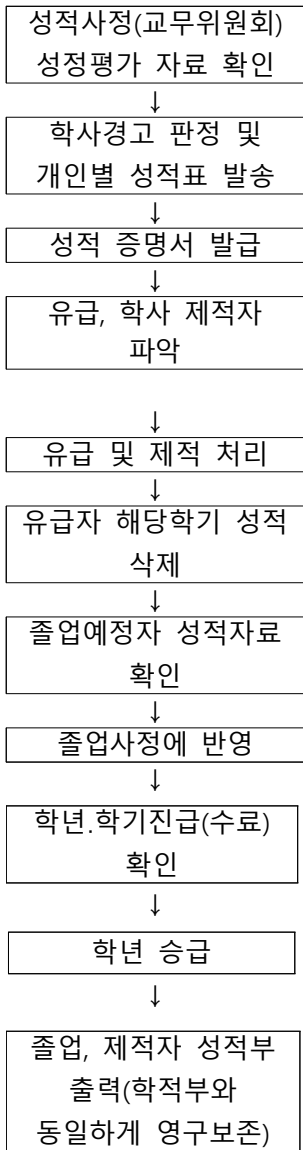 성적사정(교무위원회)
성정평가 자료 확인
↓
학사경고 판정 및
개인별 성적표 발송
↓
성적 증명서 발급
↓
유급, 학사 제적자
파악
↓
유급 및 제적 처리
↓
유급자 해당학기 성적
삭제
↓
졸업예정자 성적자료
확인
↓
졸업사정에 반영
↓
학년.학기진급(수료)
확인
↓
학년 승급
↓
졸업, 제적자 성적부
출력(학적부와
동일하게 영구보존)